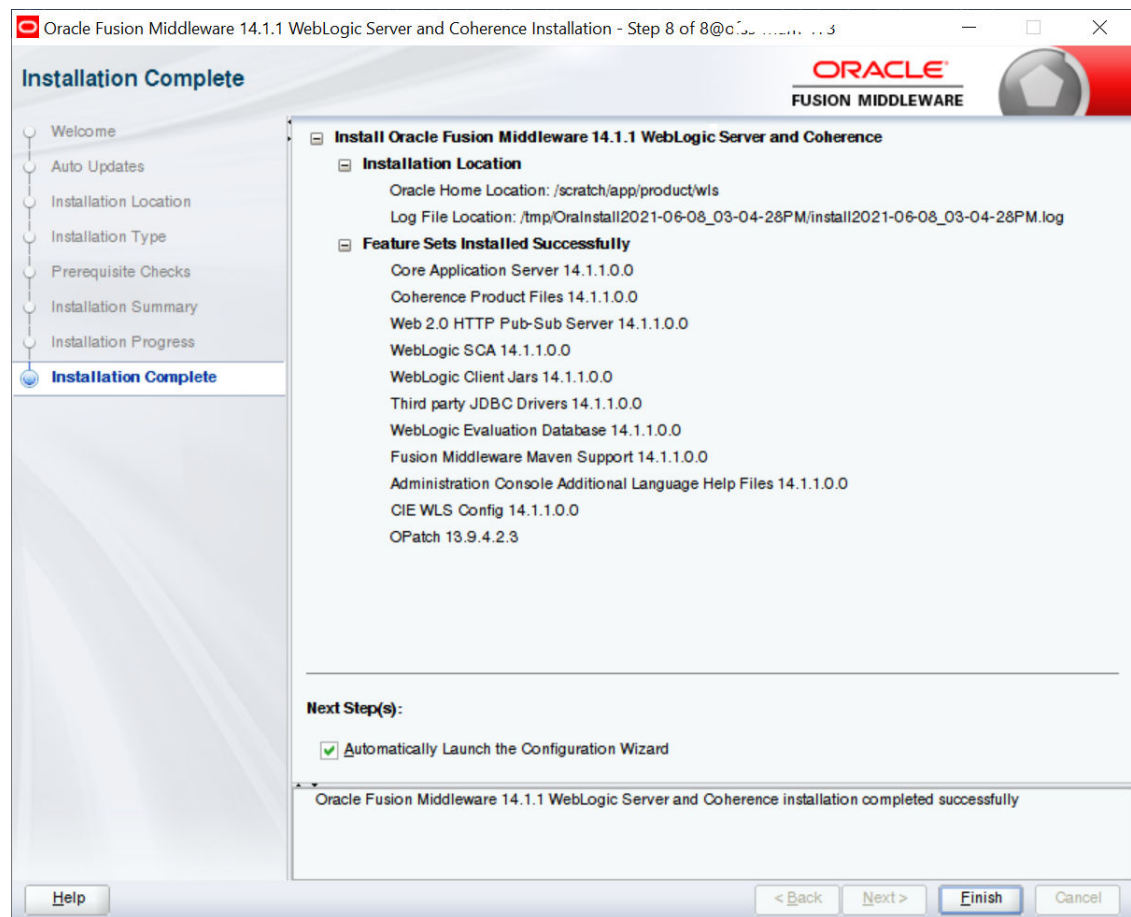 Oracle Fusion Middleware 14.1.1 WebLogic Server and Coherence Installation - Step 8 of 8
Installation Complete
ORACLE
FUSION MIDDLEWARE
Welcome
Auto Updates
Installation Location
Installation Type
Prerequisite Checks
Installation Summary
Installation Progress
Installation Complete
Install Oracle Fusion Middleware 14.1.1 WebLogic Server and Coherence
Installation Location
Oracle Home Location: /scratch/app/product/wls
Log File Location: /tmp/OraInstall2021-06-08_03-04-28PM/install2021-06-08_03-04-28PM.log
Feature Sets Installed Successfully
Core Application Server 14.1.1.0.0
Coherence Product Files 14.1.1.0.0
Web 2.0 HTTP Pub-Sub Server 14.1.1.0.0
WebLogic SCA 14.1.1.0.0
WebLogic Client Jars 14.1.1.0.0
Third party JDBC Drivers 14.1.1.0.0
WebLogic Evaluation Database 14.1.1.0.0
Fusion Middleware Maven Support 14.1.1.0.0
Administration Console Additional Language Help Files 14.1.1.0.0
CIE WLS Config 14.1.1.0.0
OPatch 13.9.4.2.3
Next Step(s):
Automatically Launch the Configuration Wizard
Oracle Fusion Middleware 14.1.1 WebLogic Server and Coherence installation completed successfully
Help
< Back
Next >
Finish
Cancel